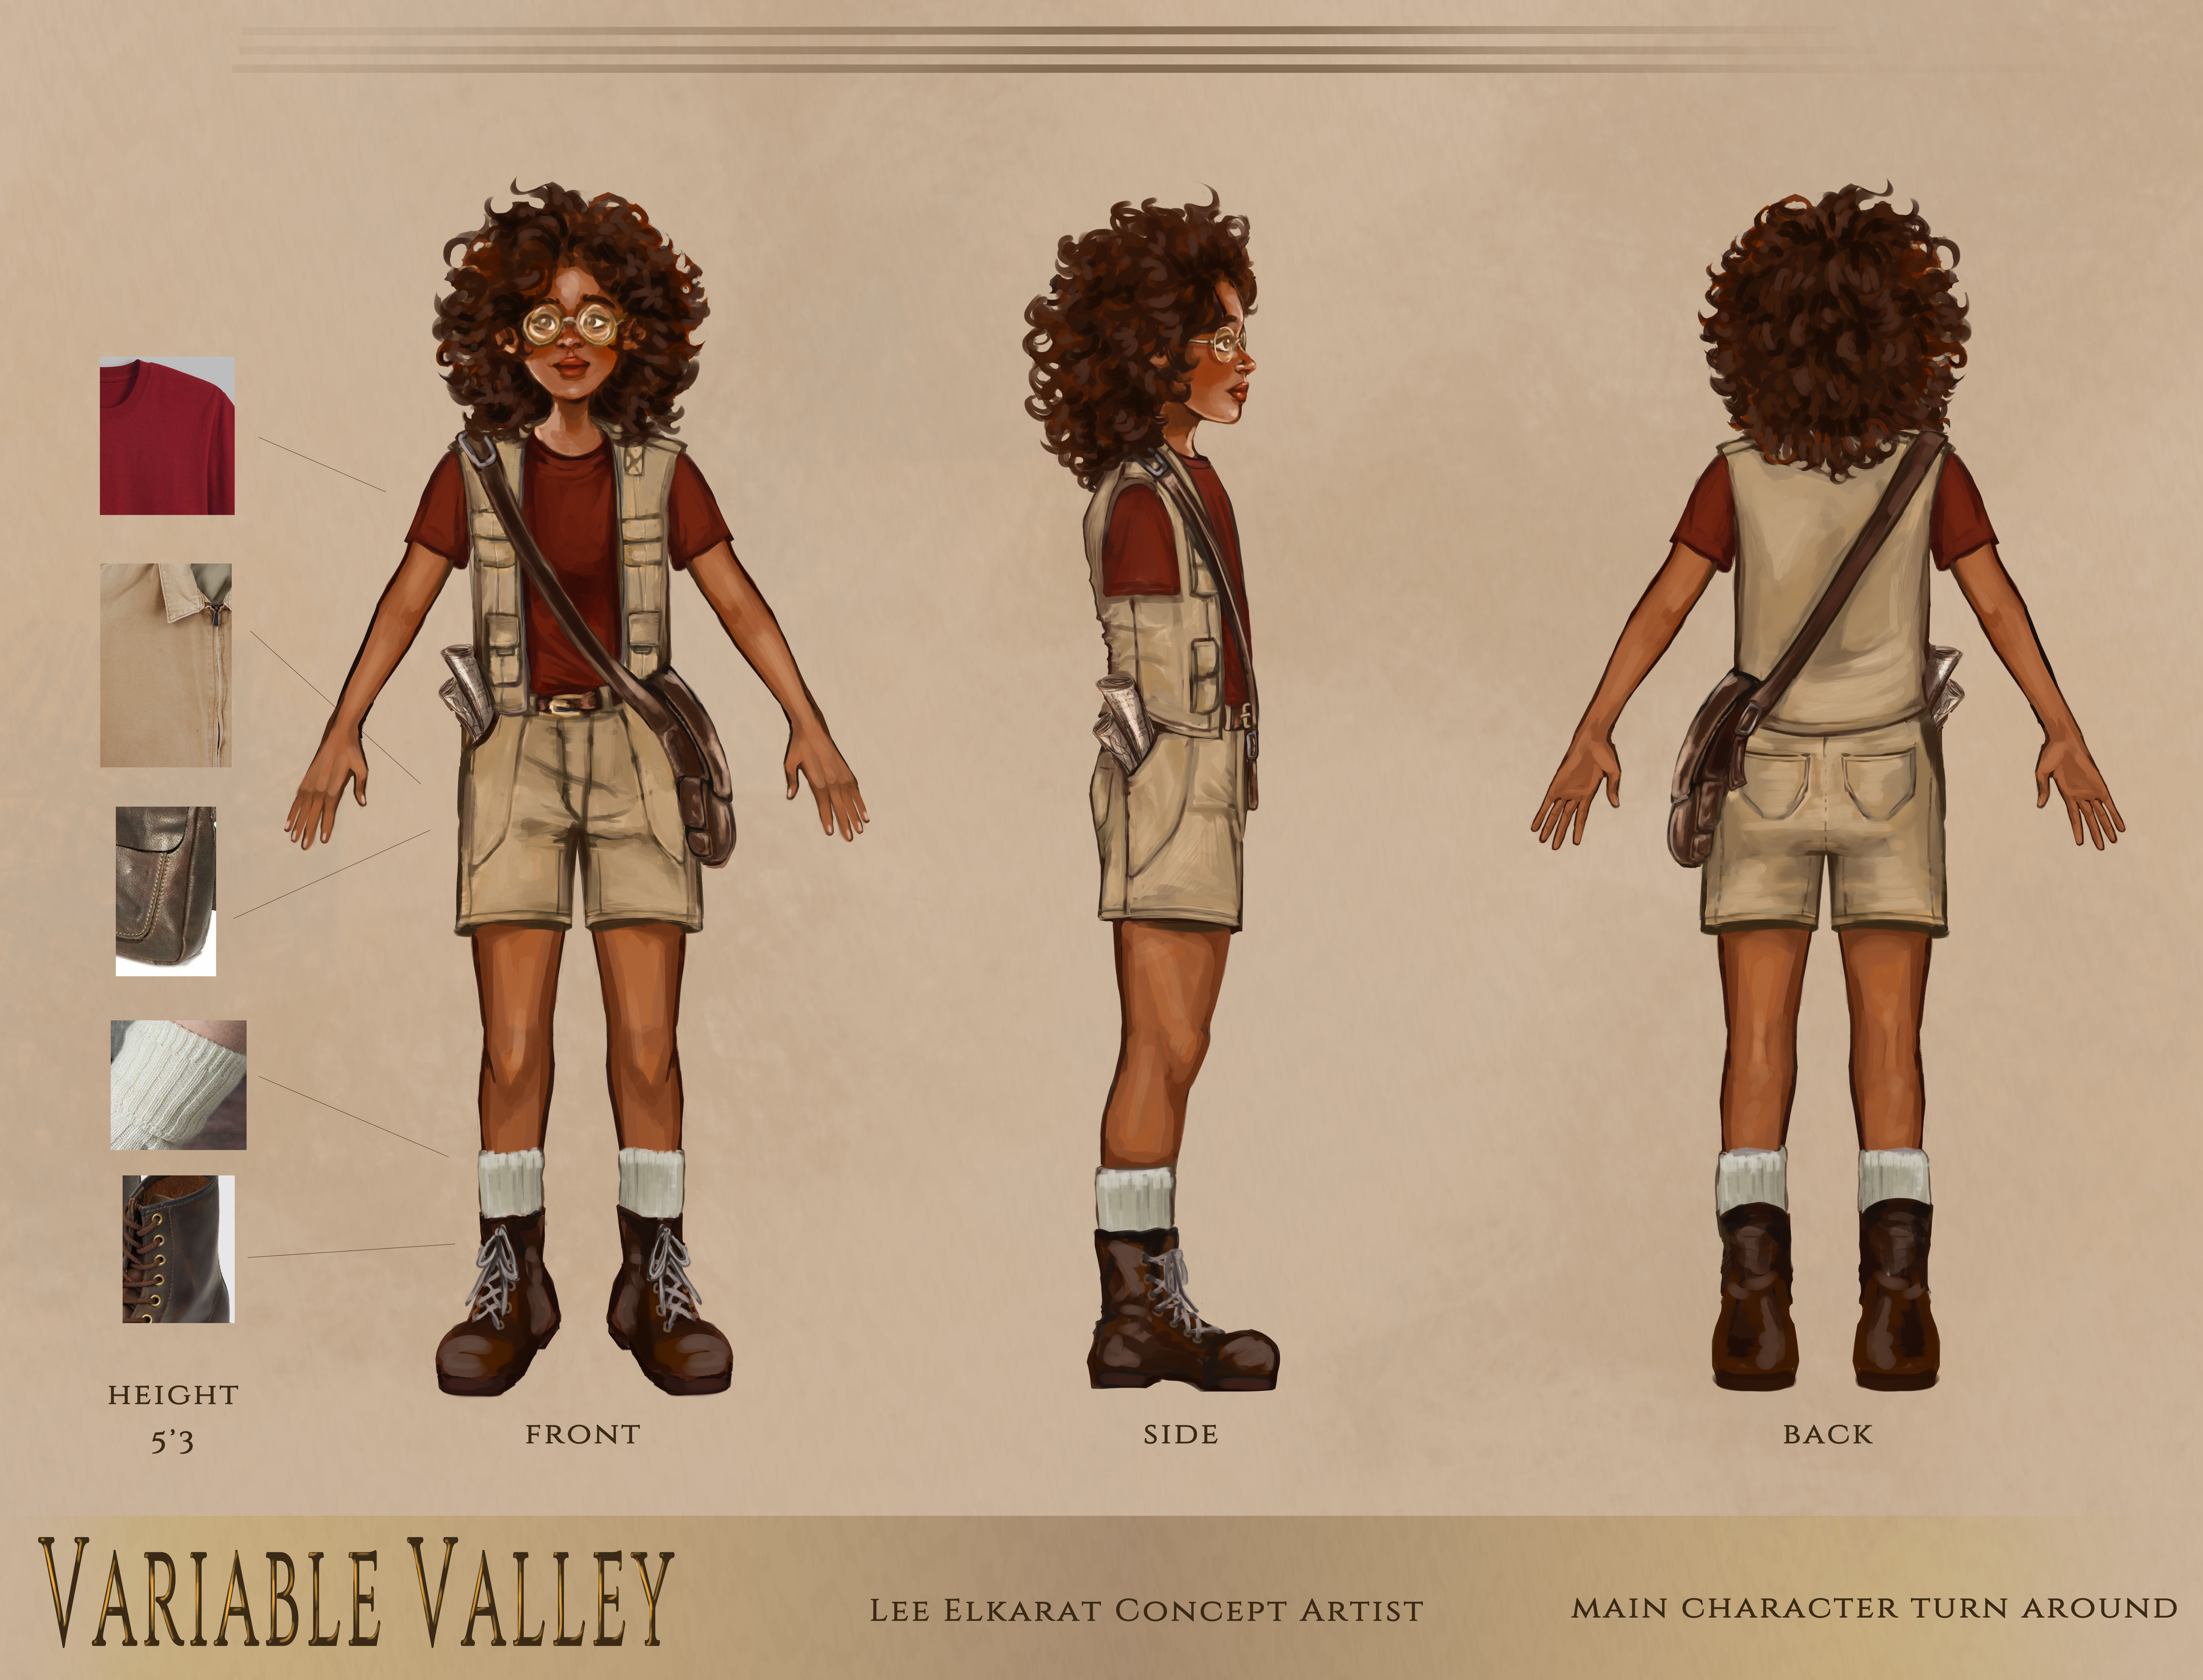 HEIGHT
5'3
FRONT
SIDE
BACK
VARIABLE VALLEY
LEE ELKARAT CONCEPT ARTIST
MAIN CHARACTER TURN AROUND